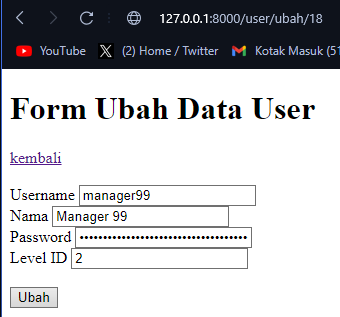 127.0.0.1:8000/user/ubah/18
YouTube X (2) Home / Twitter M Kotak Masuk (51
Form Ubah Data User
kembali
Username manager99
Nama Manager 99
Password ••••••••••••••••••••••••••••••••••
Level ID 2
Ubah